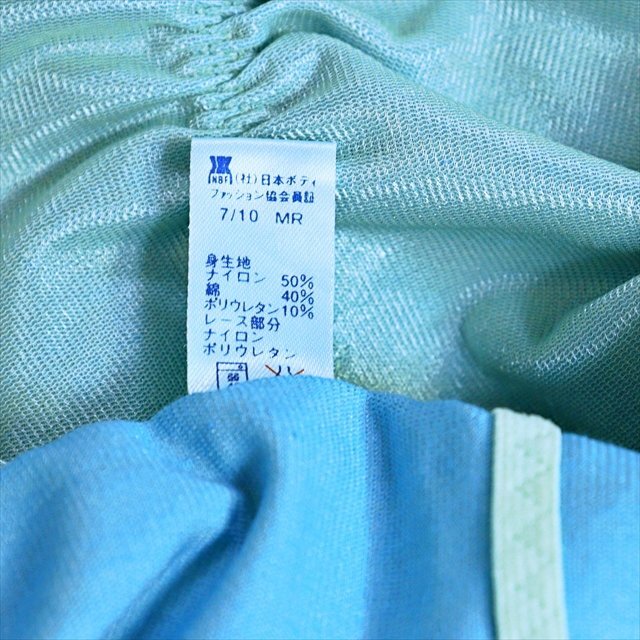 NBF (社)日本ボディ
ファッション協会員証
7/10 MR
身生地
ナイロン 50%
綿 40%
ポリウレタン 10%
レース部分
ナイロン
ポリウレタン